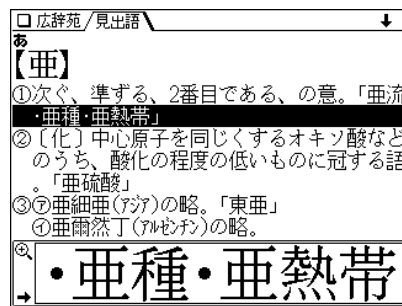 広辞苑/見出語
あ
【亜】
①次ぐ、準ずる、2番目である、の意。「亜流
・亜種・亜熱帯」
②〔化〕中心原子を同じくするオキソ酸など
のうち、酸化の程度の低いものに冠する語
。「亜硫酸」
③㋐亜細亜(アジア)の略。「東亜」
㋑亜爾然丁(アルゼンチン)の略。
・亜種・亜熱帯